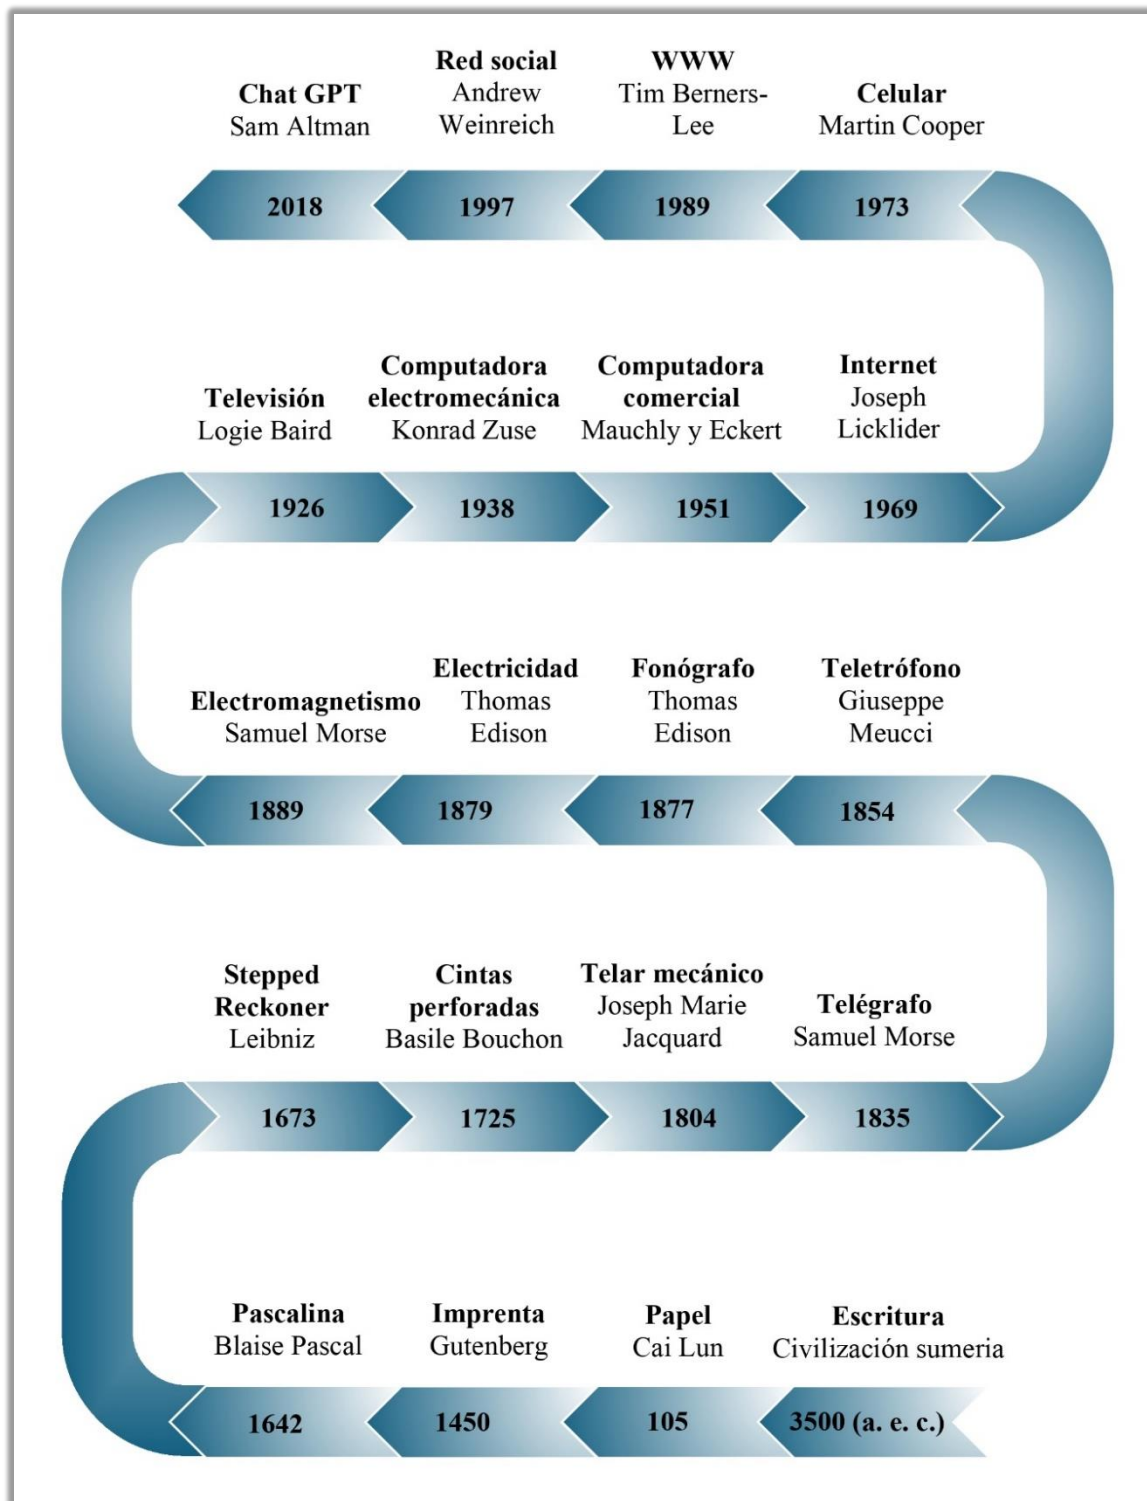 Chat GPT
Sam Altman
Red social
Andrew
Weinreich
WWW
Tim Berners-
Lee
Celular
Martin Cooper
2018
1997
1989
1973
Televisión
Logie Baird
Computadora
electromecánica
Konrad Zuse
Computadora
comercial
Mauchly y Eckert
Internet
Joseph
Licklider
1926
1938
1951
1969
Electromagnetismo
Samuel Morse
Electricidad
Thomas
Edison
Fonógrafo
Thomas
Edison
Teletrófono
Giuseppe
Meucci
1889
1879
1877
1854
Stepped
Reckoner
Leibniz
Cintas
perforadas
Basile Bouchon
Telar mecánico
Joseph Marie
Jacquard
Telégrafo
Samuel Morse
1673
1725
1804
1835
Pascalina
Blaise Pascal
Imprenta
Gutenberg
Papel
Cai Lun
Escritura
Civilización sumeria
1642
1450
105
3500 (a. e. c.)